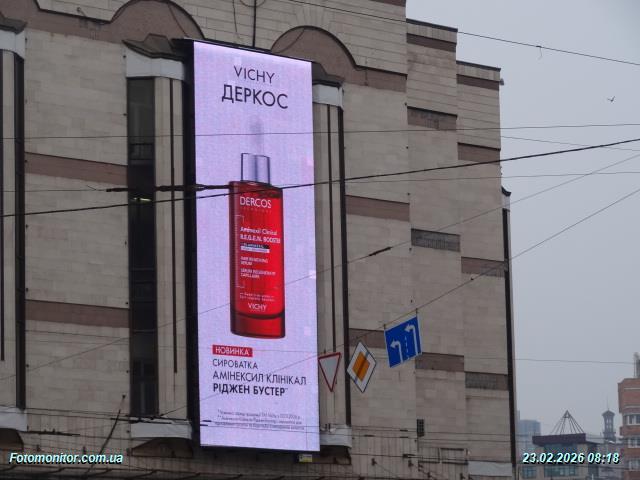 VICHY
ДЕРКОС
DERCOS
Aminexil Clinical
R.E.G.E.N. BOOSTER
VICHY
НОВИНКА*
СИРОВАТКА
АМІНЕКСИЛ КЛІНІКАЛ
РІДЖЕН БУСТЕР**
Fotomonitor.com.ua
23.02.2026 08:18